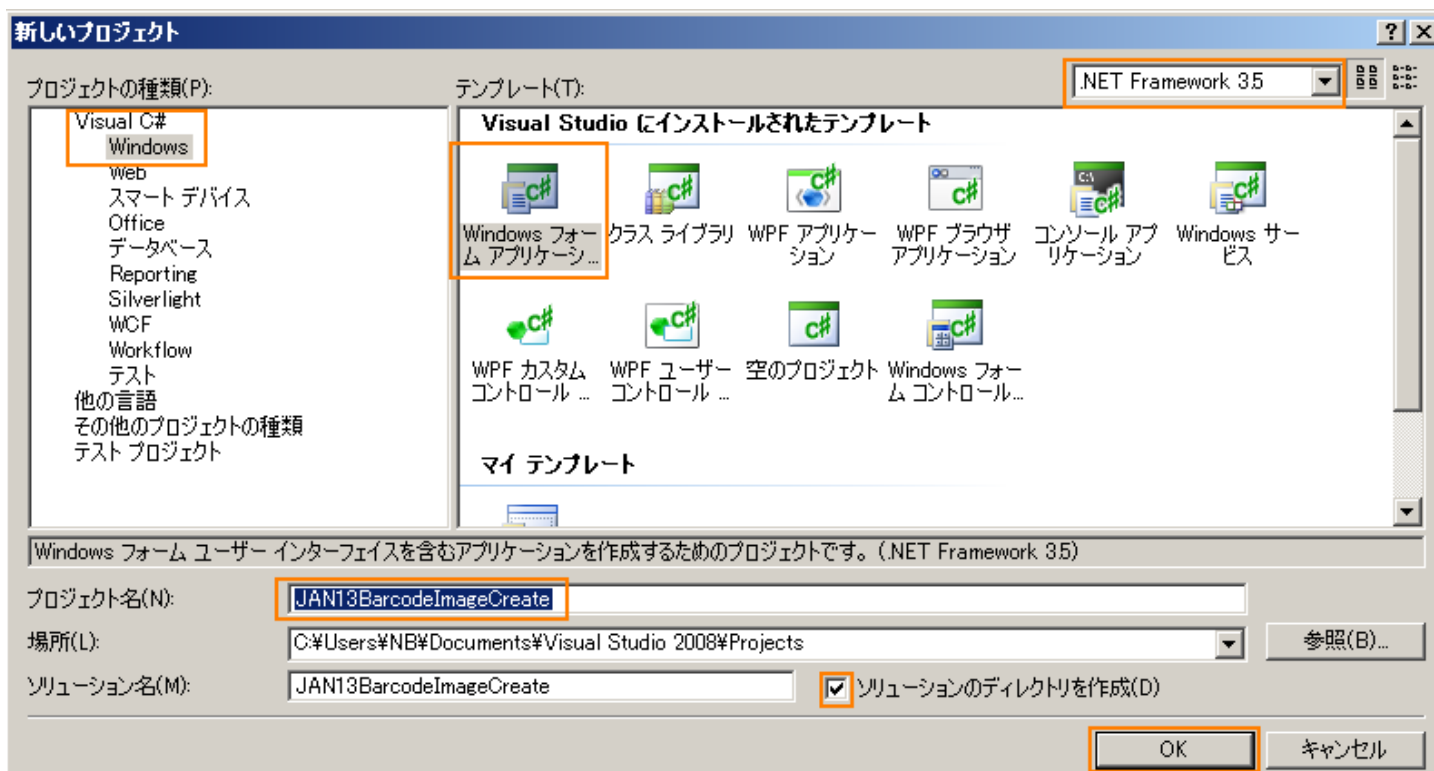 新しいプロジェクト
プロジェクトの種類(P):
テンプレート(T):
.NET Framework 3.5
Visual C#
Windows
Web
スマート デバイス
Office
データベース
Reporting
Silverlight
WCF
Workflow
テスト
他の言語
その他のプロジェクトの種類
テスト プロジェクト
Visual Studio にインストールされたテンプレート
Windows フォー
ム アプリケーシ...
クラス ライブラリ
WPF アプリケー
ション
WPF ブラウザ
アプリケーション
コンソール アプ
リケーション
Windows サー
ビス
WPF カスタム
コントロール ...
WPF ユーザー
コントロール ...
空のプロジェクト
Windows フォー
ム コントロール...
マイ テンプレート
Windows フォーム ユーザー インターフェイスを含むアプリケーションを作成するためのプロジェクトです。(.NET Framework 3.5)
プロジェクト名(N):
JAN13BarcodeImageCreate
場所(L):
C:¥Users¥NB¥Documents¥Visual Studio 2008¥Projects
参照(B)...
ソリューション名(M):
JAN13BarcodeImageCreate
ソリューションのディレクトリを作成(D)
OK
キャンセル